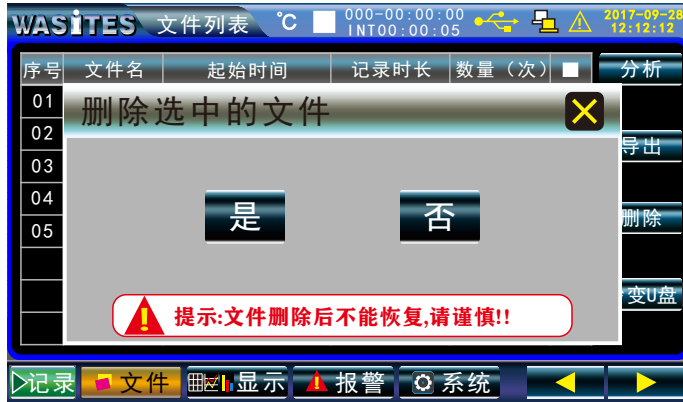 WASITES 文件列表 ℃ 000-00:00:00 2017-09-28
INT00:00:05 12:12:12
序号 文件名 起始时间 记录时长 数量（次） 分析
01
删除选中的文件
02
导出
03
04
是 否
删除
05
变U盘
提示:文件删除后不能恢复,请谨慎!!
记录 文件 显示 报警 系统